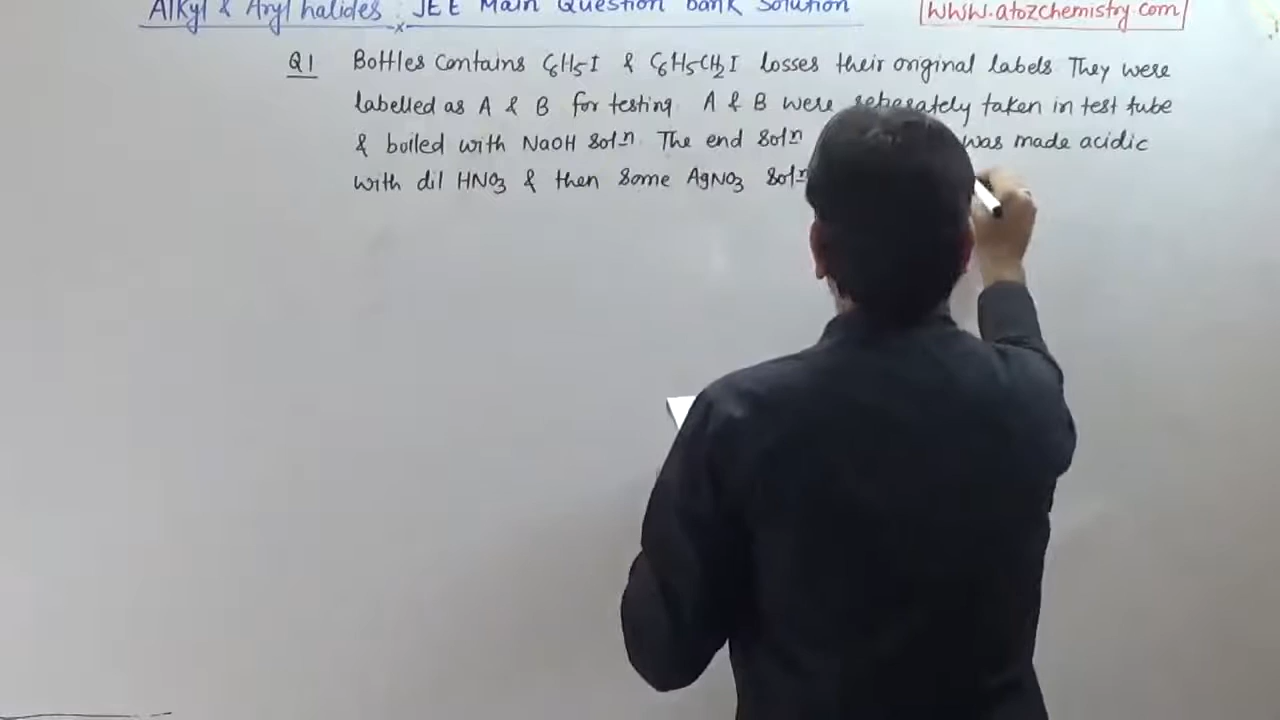 Alkyl & Aryl halides : JEE Main Question bank Solution
www.atozchemistry.com
Q1 Bottles contains C6H5I & C6H5CH2I losses their original labels They were
labelled as A & B for testing. A & B were separately taken in test tube
& boiled with NaOH Solⁿ. The end Solⁿ was made acidic
with dil HNO3 & then some AgNO3 Solⁿ